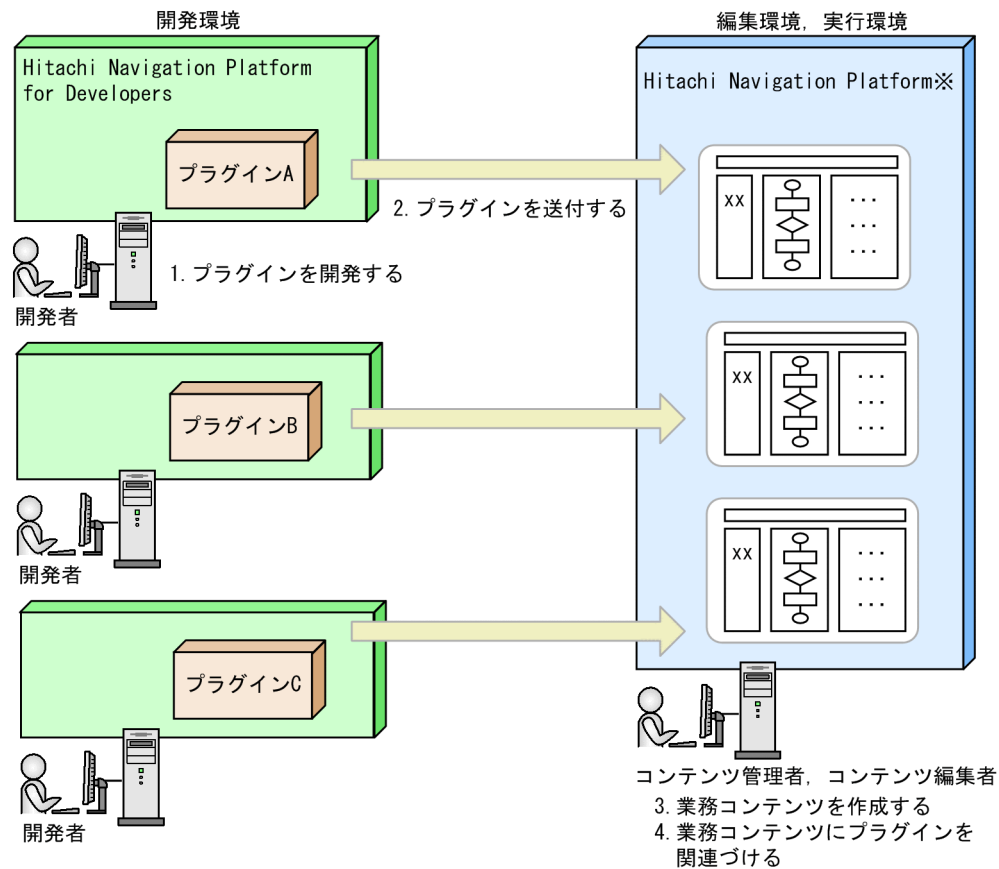 開発環境
編集環境，実行環境
Hitachi Navigation Platform
for Developers
Hitachi Navigation Platform※
プラグインA
2. プラグインを送付する
1. プラグインを開発する
開発者
プラグインB
開発者
プラグインC
開発者
XX
...
...
...
XX
...
...
...
XX
...
...
...
コンテンツ管理者，コンテンツ編集者
3. 業務コンテンツを作成する
4. 業務コンテンツにプラグインを
関連づける